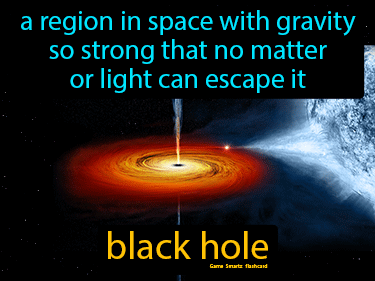 a region in space with gravity
so strong that no matter
or light can escape it
black hole
Game Smartz flashcard